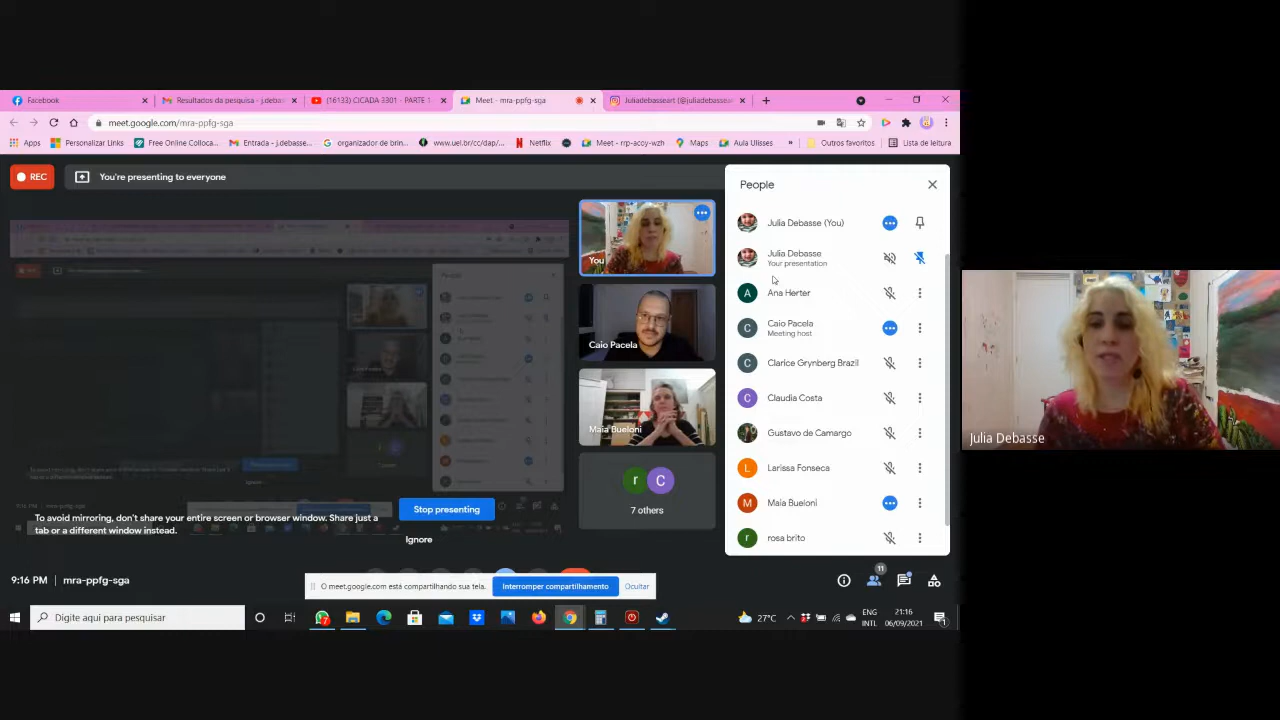 Facebook
Resultados da pesquisa - j.debas
(16133) CICADA 3301 - PARTE 1
Meet - mra-ppfg-sga
Juliadebasseart (@juliadebassear
meet.google.com/mra-ppfg-sga
Apps
Personalizar Links
Free Online Colloca...
Entrada - j.debasse...
organizador de brin...
www.uel.br/cc/dap/...
Netflix
Meet - rrp-accy-wzh
Maps
Aula Ulisses
»
Outros favoritos
Lista de leitura
REC
You're presenting to everyone
You
Caio Pacela
Maia Bueloni
r C
7 others
People
Julia Debasse (You)
Julia Debasse
Your presentation
A Ana Herter
C Caio Pacela
Meeting host
C Clarice Grynberg Brazil
C Claudia Costa
Gustavo de Camargo
L Larissa Fonseca
M Maia Bueloni
r rosa brito
To avoid mirroring, don't share your entire screen or browser window. Share just a
tab or a different window instead.
Stop presenting
Ignore
9:16 PM | mra-ppfg-sga
O meet.google.com está compartilhando sua tela.
Interromper compartilhamento
Ocultar
11
Digite aqui para pesquisar
27°C
ENG
INTL
21:16
06/09/2021
1
Julia Debasse